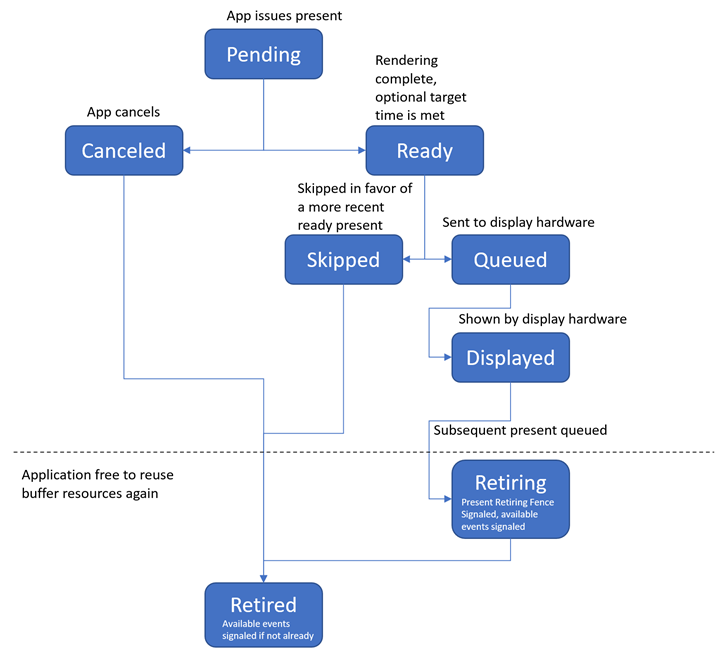 App issues present
Pending
Rendering
complete,
optional target
time is met
App cancels
Canceled
Ready
Skipped in favor of
a more recent
ready present
Sent to display hardware
Skipped
Queued
Shown by display hardware
Displayed
Subsequent present queued
Application free to reuse
buffer resources again
Retiring
Present Retiring Fence
Signaled, available
events signaled
Retired
Available events
signaled if not already